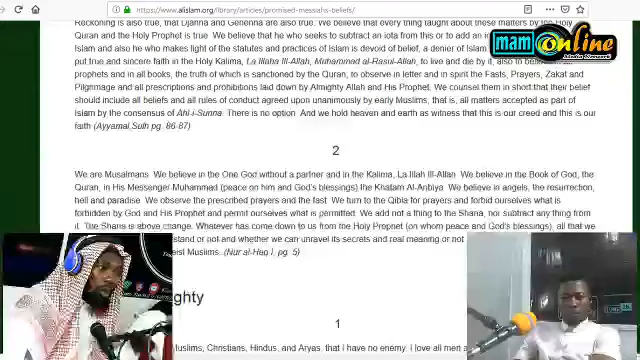 https://www.alislam.org/library/articles/promised-messiahs-beliefs/
mam online
Reckoning is also true, that Djanna and Gehenna are also true. We believe that every thing taught about these matters by the Holy
Quran and the Holy Prophet is true. We believe that he who seeks to subtract an iota from this or to add an
Islam and also he who makes light of the statutes and practices of Islam is devoid of belief, a denier of Islam
put true and sincere faith in the Holy Kalima, La Illaha Ill-Allah, Muhammad al-Rasul-Allah, to live and die by it, also to be
prophets and in all books, the truth of which is sanctioned by the Quran, to observe in letter and in spirit the Fasts, Prayers, Zakat and
Pilgrimage and all prescriptions and prohibitions laid down by Almighty Allah and His Prophet. We counsel them in short that their belief
should include all beliefs and all rules of conduct agreed upon unanimously by early Muslims, that is, all matters accepted as part of
Islam by the consensus of Ahl-i-Sunna. There is no option. And we hold heaven and earth as witness that this is our creed and this is our
faith (Ayyamal,Sulh pg. 86-87)
2
We are Musalmans. We believe in the One God without a partner and in the Kalima, La Illah Ill-Allah. We believe in the Book of God, the
Quran, in His Messenger Muhammad (peace on him and God's blessings) the Khatam Al-Anbiya. We believe in angels, the resurrection,
hell and paradise. We observe the prescribed prayers and the fast. We turn to the Qibla for prayers and forbid ourselves what is
forbidden by God and His Prophet and permit ourselves what is permitted. We add not a thing to the Sharia, nor subtract any thing from
it. The Sharia is above change. Whatever has come down to us from the Holy Prophet (on whom peace and God's blessings), all that we
stand or not and whether we can unravel its secrets and real meaning or not
ist Muslims. (Nur al-Haq I, pg. 5)
ghty
1
uslims, Christians, Hindus, and Aryas, that I have no enemy. I love all men a